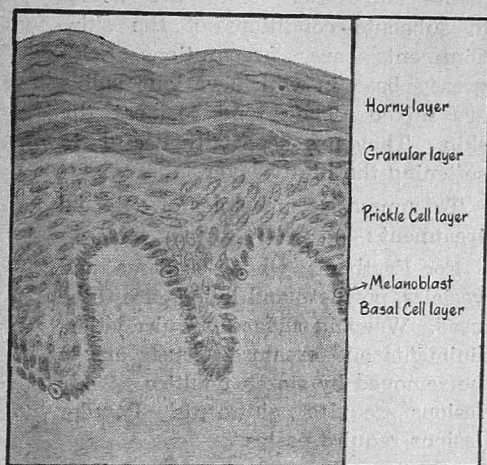 Horny layer
Granular layer
Prickle Cell layer
Melanoblast
Basal Cell layer